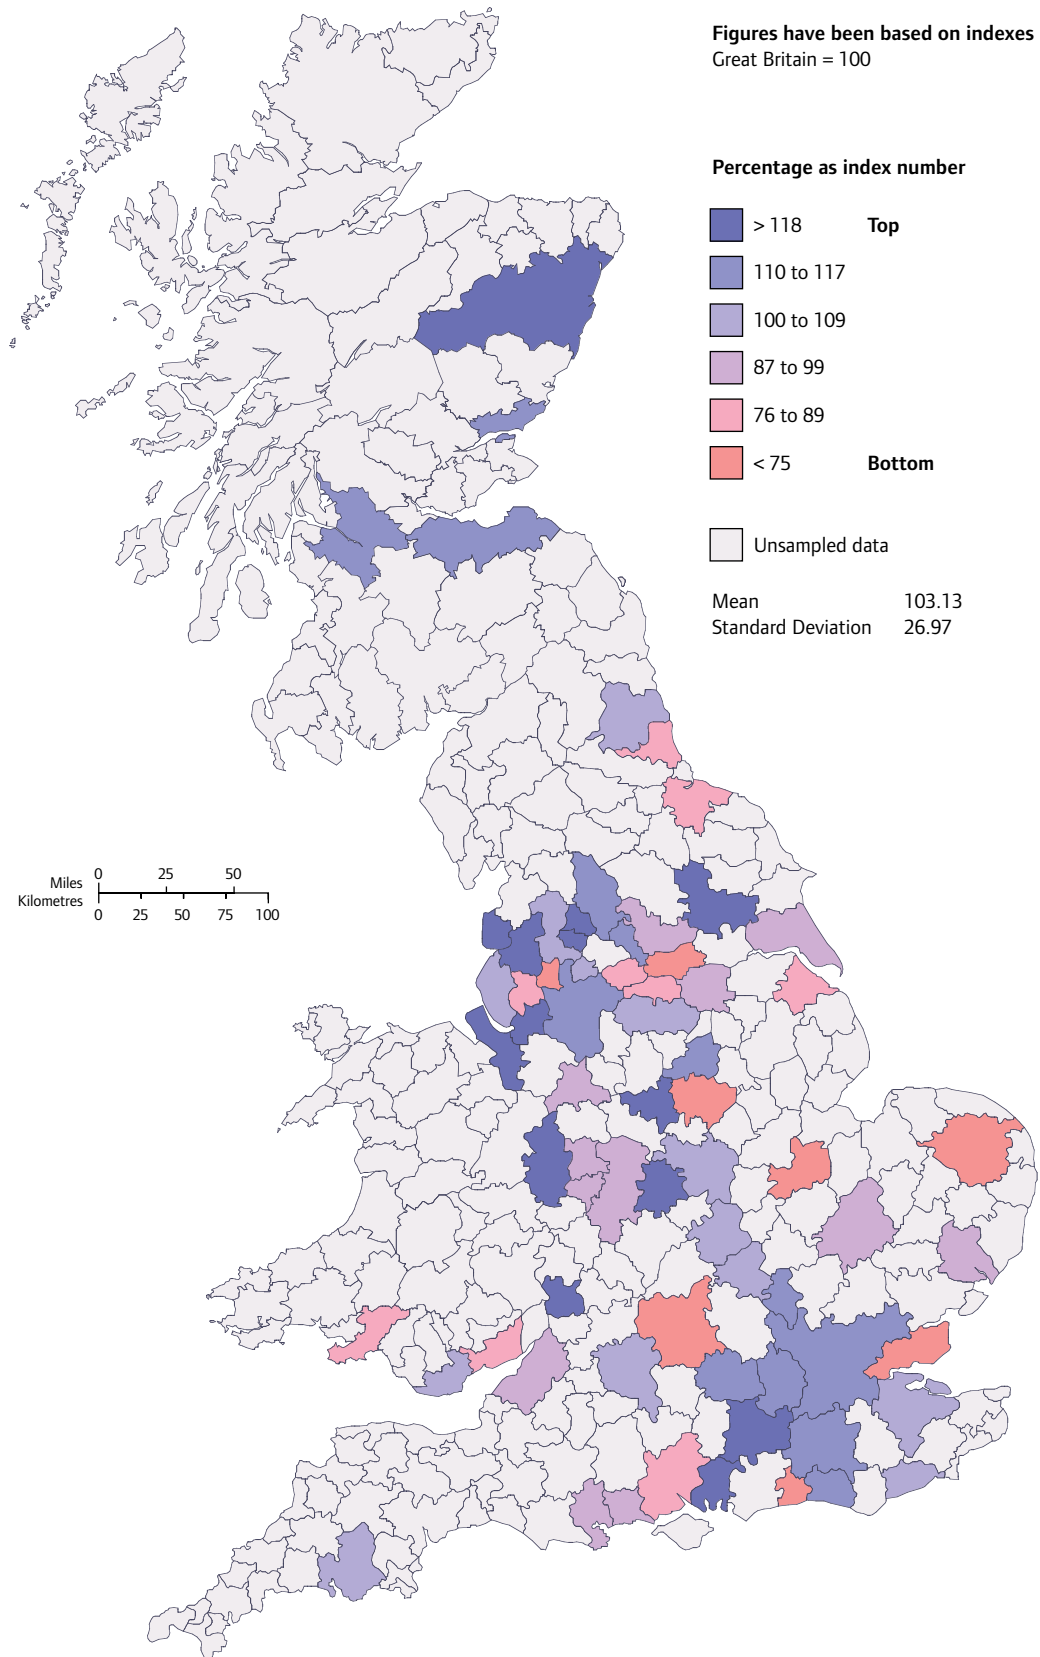 Figures have been based on indexes
Great Britain = 100
Percentage as index number
> 118 Top
110 to 117
100 to 109
87 to 99
76 to 89
< 75 Bottom
Unsampled data
Mean 103.13
Standard Deviation 26.97
0 25 50
Miles
Kilometres
0 25 50 75 100